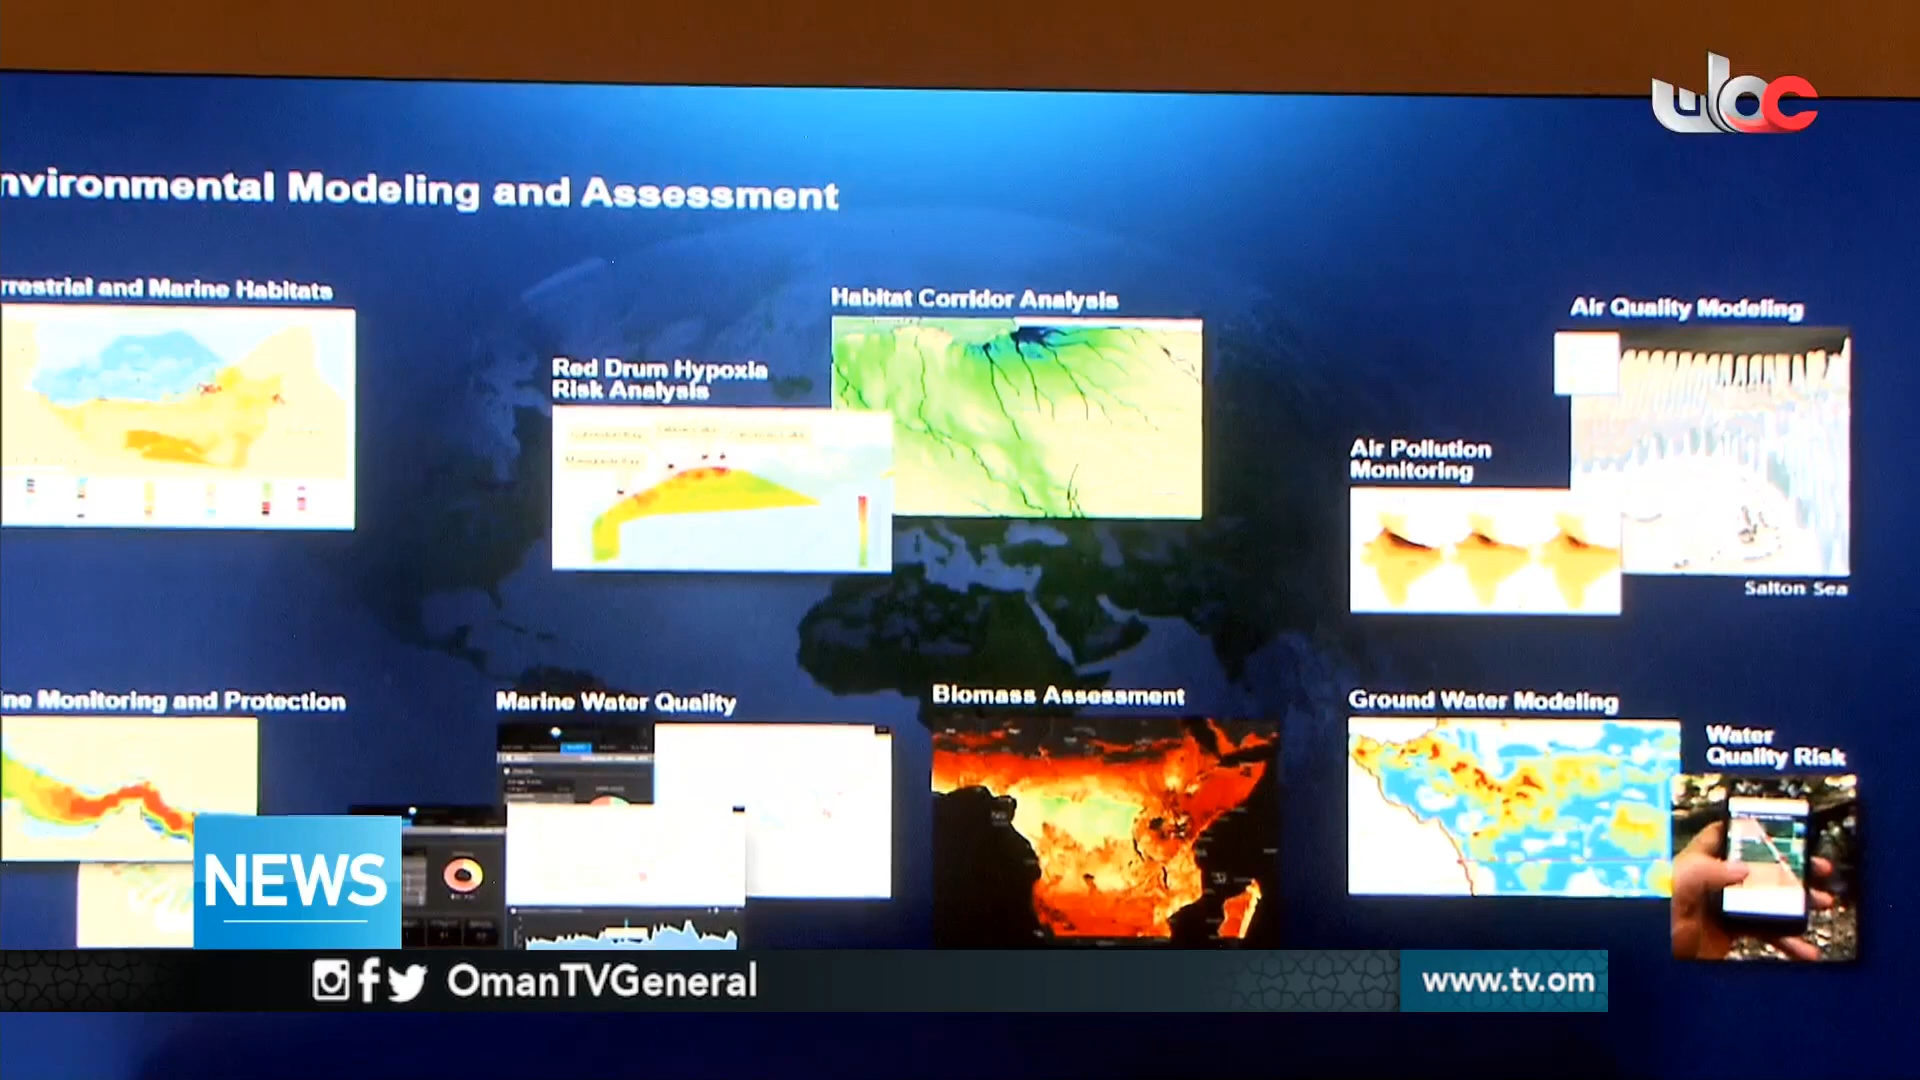 عمان
nvironmental Modeling and Assessment
rrestrial and Marine Habitats
Habitat Corridor Analysis
Air Quality Modeling
Red Drum Hypoxia
Risk Analysis
Air Pollution
Monitoring
Salton Sea
ne Monitoring and Protection
Marine Water Quality
Biomass Assessment
Ground Water Modeling
Water
Quality Risk
NEWS
OmanTVGeneral
www.tv.om